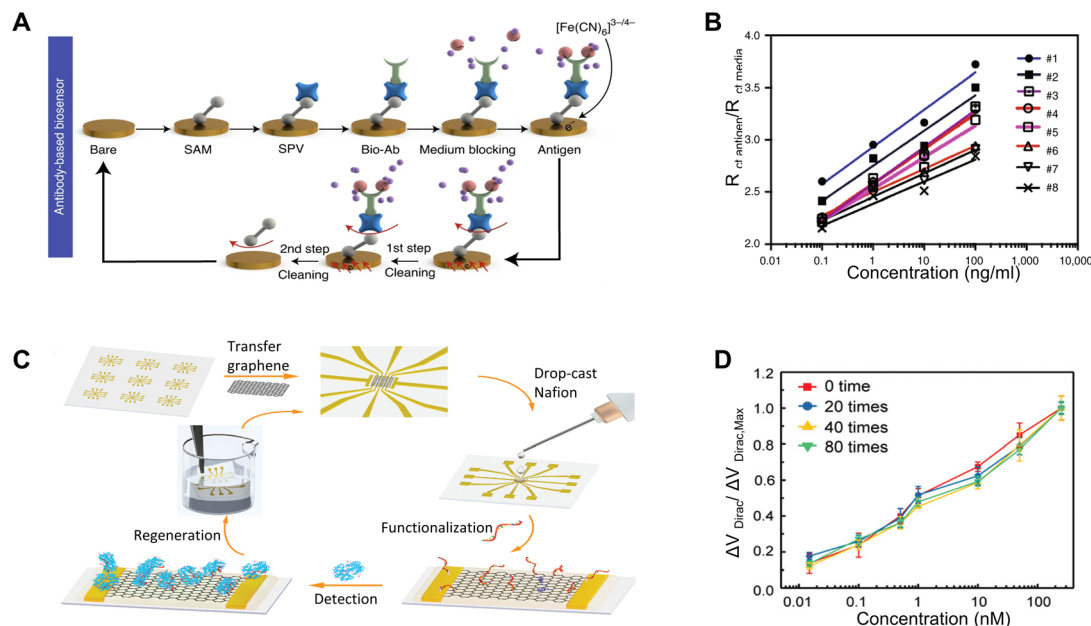 A
Antibody-based biosensor
[Fe(CN)6]3–/4–
Bare
SAM
SPV
Bio-Ab
Medium blocking
Antigen
e-
2nd step
Cleaning
1st step
Cleaning
e
e
B
R ct antigen/R ct media
4.0
3.5
3.0
2.5
2.0
0.01
0.1
1
10
100
1,000
10,000
Concentration (ng/ml)
#1
#2
#3
#4
#5
#6
#7
#8
C
Transfer
graphene
Drop-cast
Nafion
Functionalization
Detection
Regeneration
D
ΔV Dirac/ ΔV Dirac,Max
1.2
1.0
0.8
0.6
0.4
0.2
0.0
0.01
0.1
1
10
100
Concentration (nM)
0 time
20 times
40 times
80 times